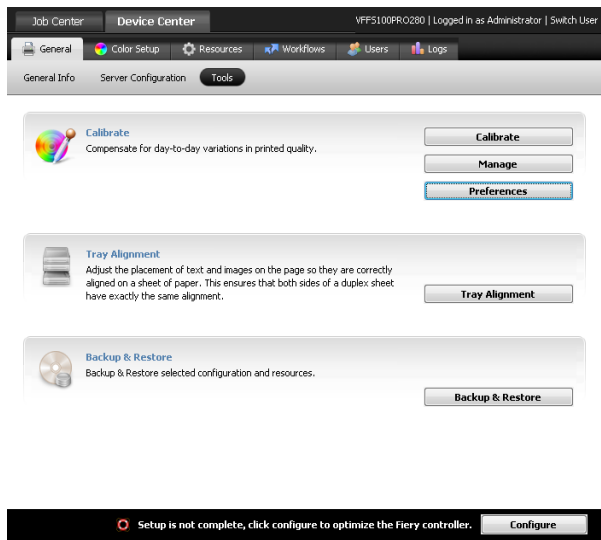 Job Center Device Center VFFS100PRO280 | Logged in as Administrator | Switch User
General Color Setup Resources Workflows Users Logs
General Info Server Configuration Tools
Calibrate
Compensate for day-to-day variations in printed quality.
Calibrate
Manage
Preferences
Tray Alignment
Adjust the placement of text and images on the page so they are correctly
aligned on a sheet of paper. This ensures that both sides of a duplex sheet
have exactly the same alignment.
Tray Alignment
Backup & Restore
Backup & Restore selected configuration and resources.
Backup & Restore
Setup is not complete, click configure to optimize the Fiery controller. Configure